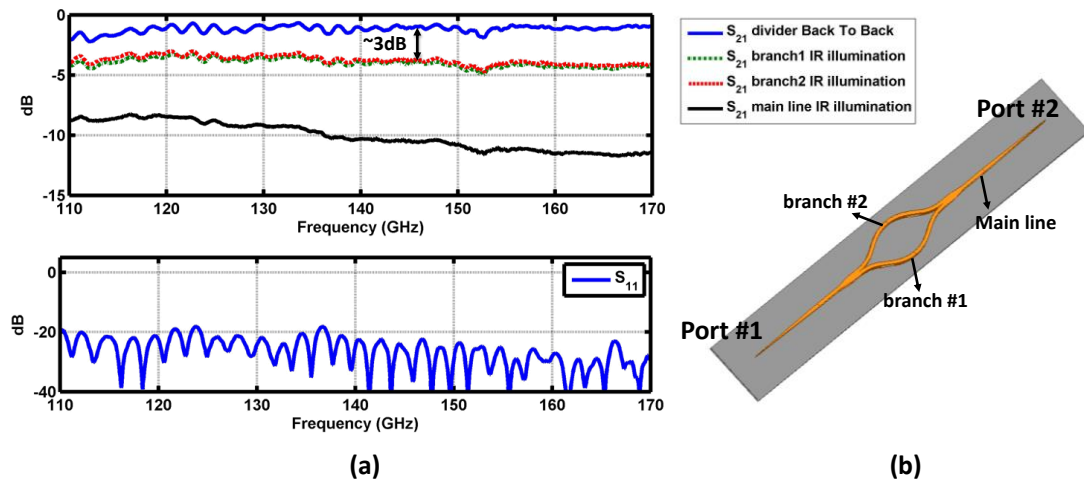 0
-5
-10
-15
dB
~3dB
110 120 130 140 150 160 170
Frequency (GHz)
0
-20
-40
dB
S11
110 120 130 140 150 160 170
Frequency (GHz)
(a)
S21 divider Back To Back
S21 branch1 IR illumination
S21 branch2 IR illumination
S21 main line IR illumination
Port #2
branch #2
Main line
branch #1
Port #1
(b)